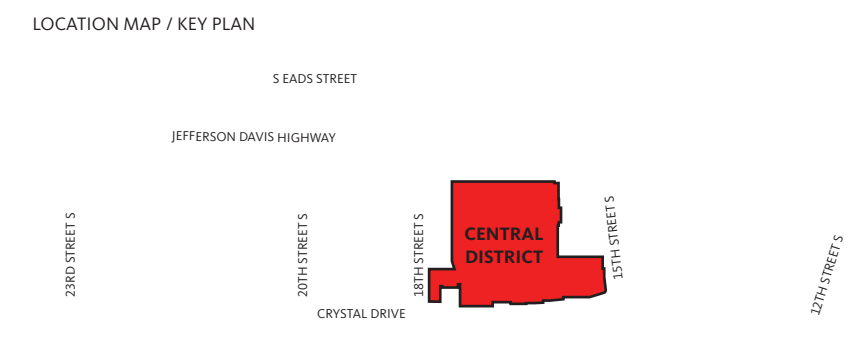 LOCATION MAP / KEY PLAN
S EADS STREET
JEFFERSON DAVIS HIGHWAY
23RD STREET S
20TH STREET S
18TH STREET S
CENTRAL
DISTRICT
15TH STREET S
12TH STREET S
CRYSTAL DRIVE